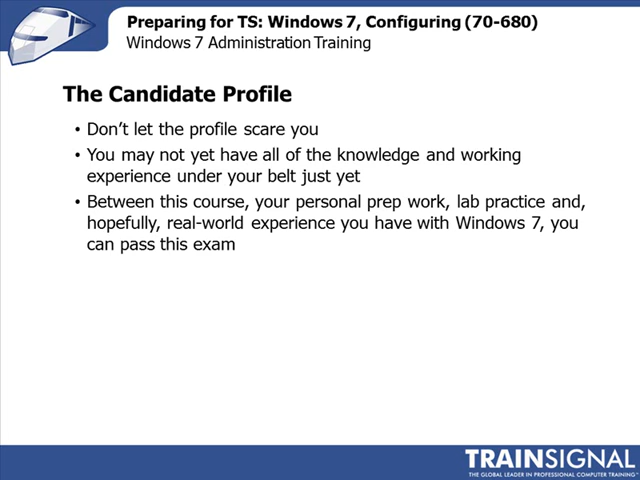 Preparing for TS: Windows 7, Configuring (70-680)
Windows 7 Administration Training
The Candidate Profile
• Don't let the profile scare you
• You may not yet have all of the knowledge and working
experience under your belt just yet
• Between this course, your personal prep work, lab practice and,
hopefully, real-world experience you have with Windows 7, you
can pass this exam
TRAINSIGNAL
THE GLOBAL LEADER IN PROFESSIONAL COMPUTER TRAINING™